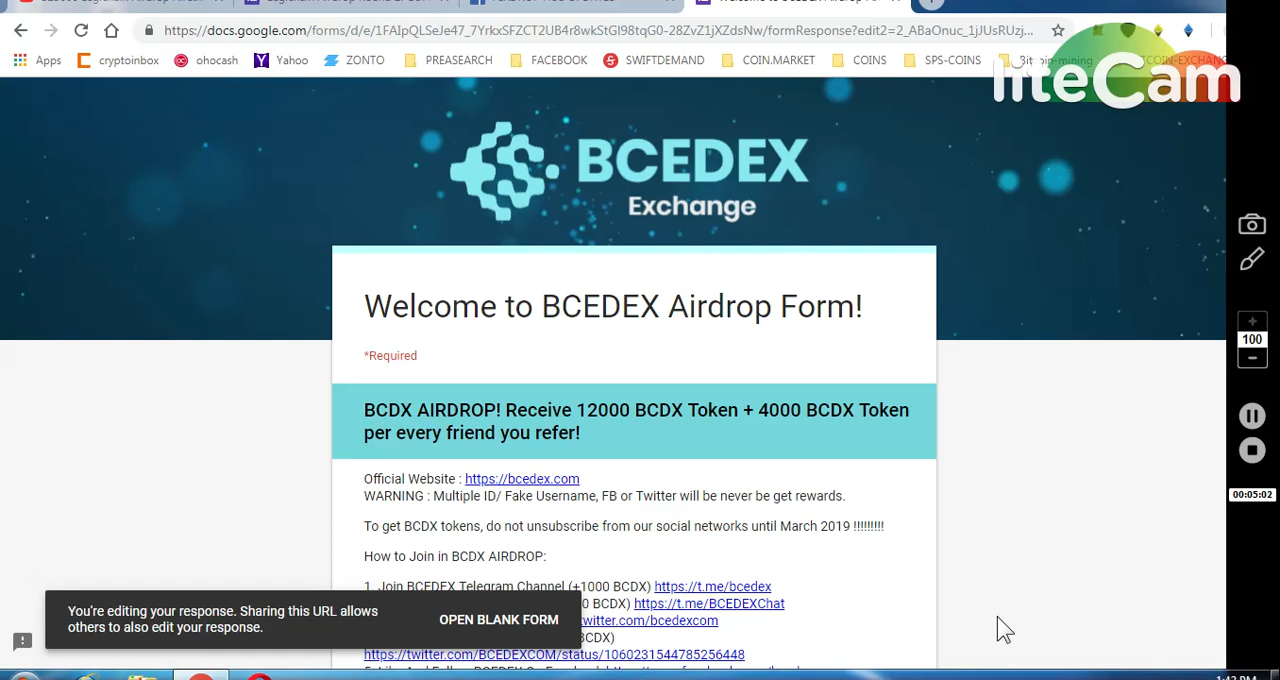 https://docs.google.com/forms/d/e/1FAIpQLSeJe47_7YrkxSFZCT2UB4r8wkStGl98tqG0-28ZvZ1jXZdsNw/formResponse?edit2=2_ABaOnuc_1jJUsRUzj...
Apps cryptoinbox ohocash Yahoo ZONTO PREASEARCH FACEBOOK SWIFTDEMAND COIN.MARKET COINS SPS-COINS
liteCam
BCEDEX
Exchange
Welcome to BCEDEX Airdrop Form!
*Required
BCDX AIRDROP! Receive 12000 BCDX Token + 4000 BCDX Token
per every friend you refer!
Official Website : https://bcedex.com
WARNING : Multiple ID/ Fake Username, FB or Twitter will be never be get rewards.
To get BCDX tokens, do not unsubscribe from our social networks until March 2019 !!!!!!!!!
How to Join in BCDX AIRDROP:
1. Join BCEDEX Telegram Channel (+1000 BCDX) https://t.me/bcedex
0 BCDX) https://t.me/BCEDEXChat
twitter.com/bcedexcom
BCDX)
https://twitter.com/BCEDEXCOM/status/1060231544785256448
You're editing your response. Sharing this URL allows
others to also edit your response.
OPEN BLANK FORM
100
00:05:02